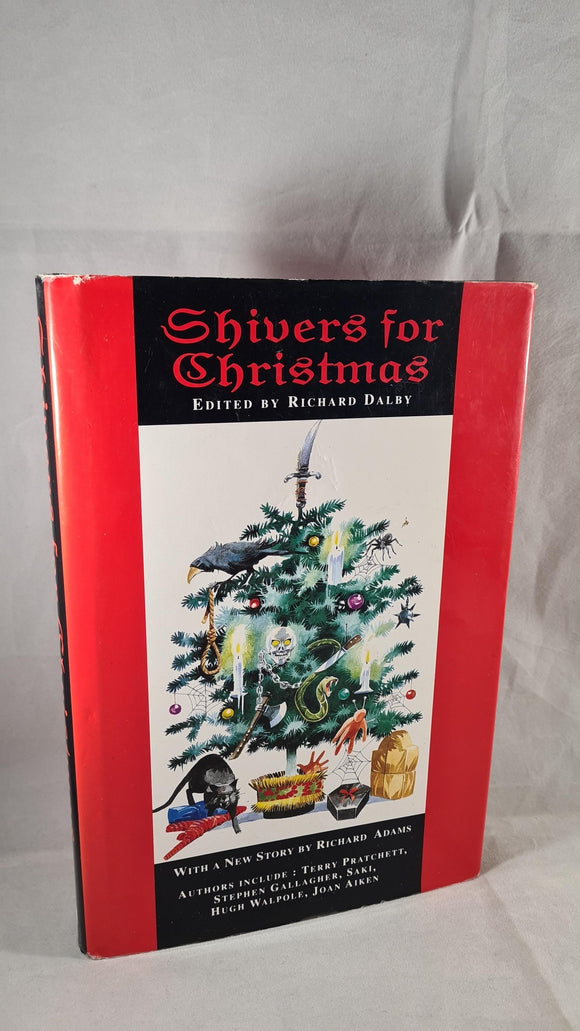 Shivers for
Christmas
EDITED BY RICHARD DALBY
WITH A NEW STORY BY RICHARD ADAMS
AUTHORS INCLUDE : TERRY PRATCHETT,
STEPHEN GALLAGHER, SAKI,
HUGH WALPOLE, JOAN AIKEN